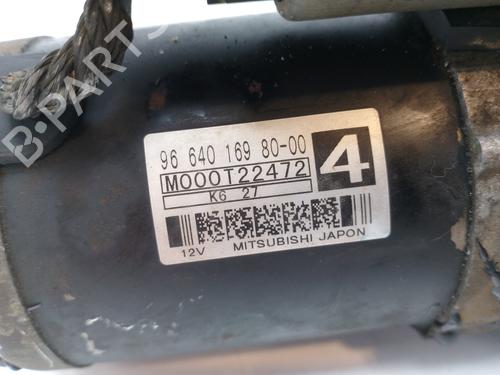 B-PARTS
96 640 169 80-00
M000T22472
4
K6 27
12V MITSUBISHI JAPON